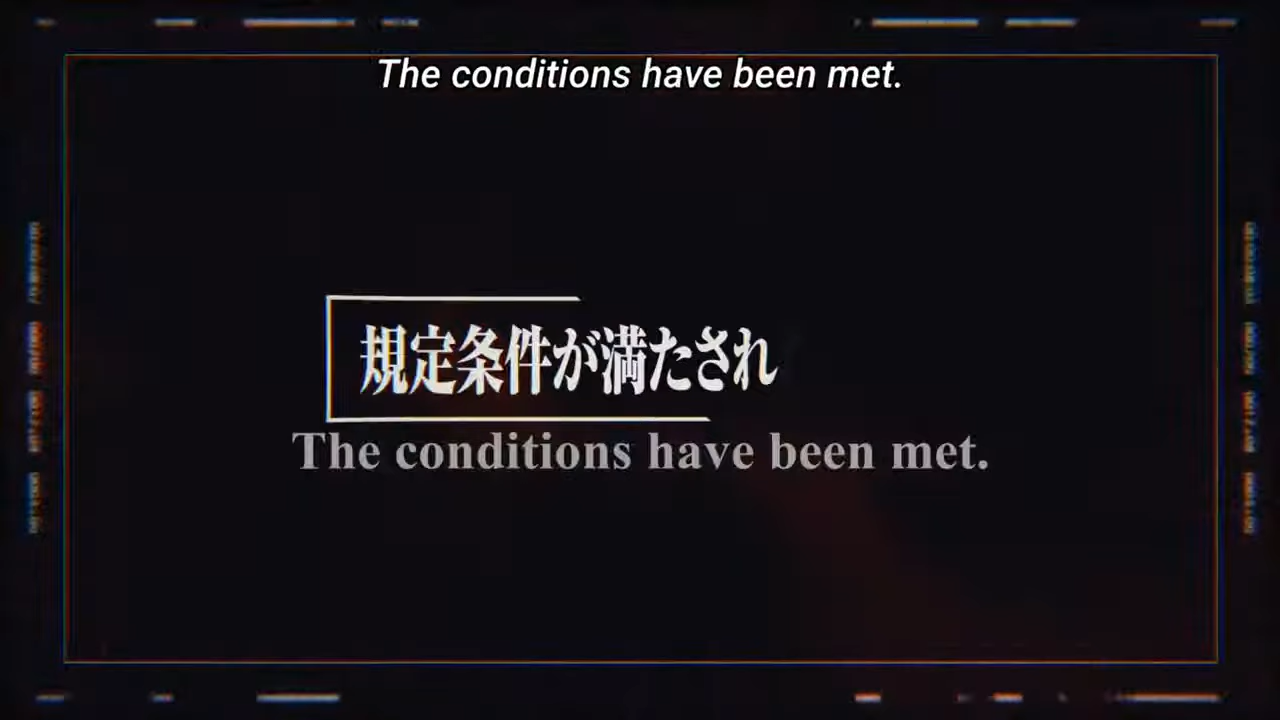 The conditions have been met.
規定条件が満たされ
The conditions have been met.